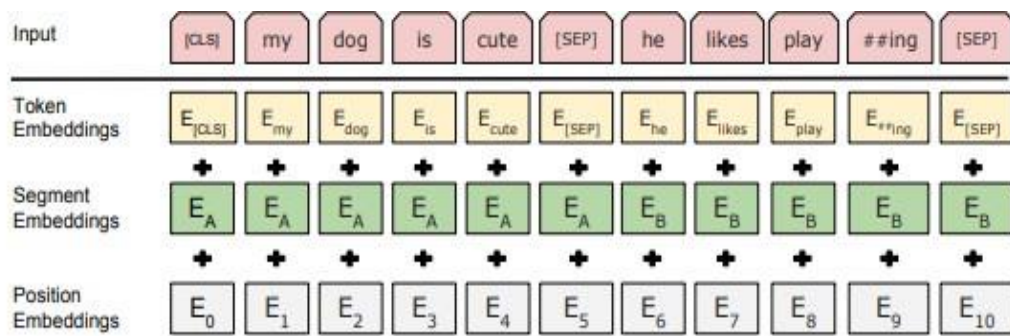 Input [CLS] my dog is cute [SEP] he likes play ##ing [SEP]
Token Embeddings E[CLS] Emy Edog Eis Ecute E[SEP] Ehe Elikes Eplay E##ing E[SEP]
+ + + + + + + + + + +
Segment Embeddings EA EA EA EA EA EA EB EB EB EB EB
+ + + + + + + + + + +
Position Embeddings E0 E1 E2 E3 E4 E5 E6 E7 E8 E9 E10